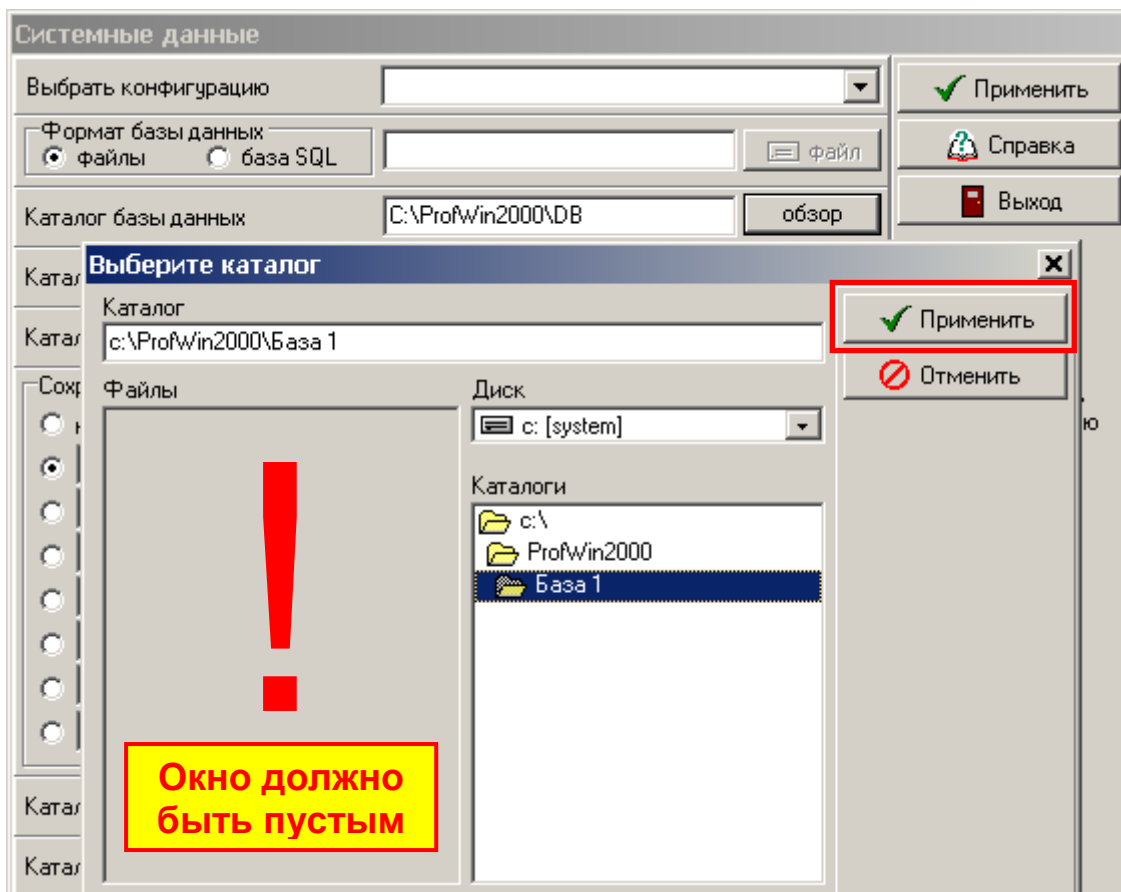 Системные данные
Выбрать конфигурацию
Применить
Формат базы данных
файлы
база SQL
файл
Справка
Каталог базы данных
C:\ProfWin2000\DB
обзор
Выход
Выберите каталог
Каталог
c:\ProfWin2000\База 1
Применить
Отменить
Файлы
Диск
c: [system]
Каталоги
c:\
ProfWin2000
База 1
!
Окно должно
быть пустым